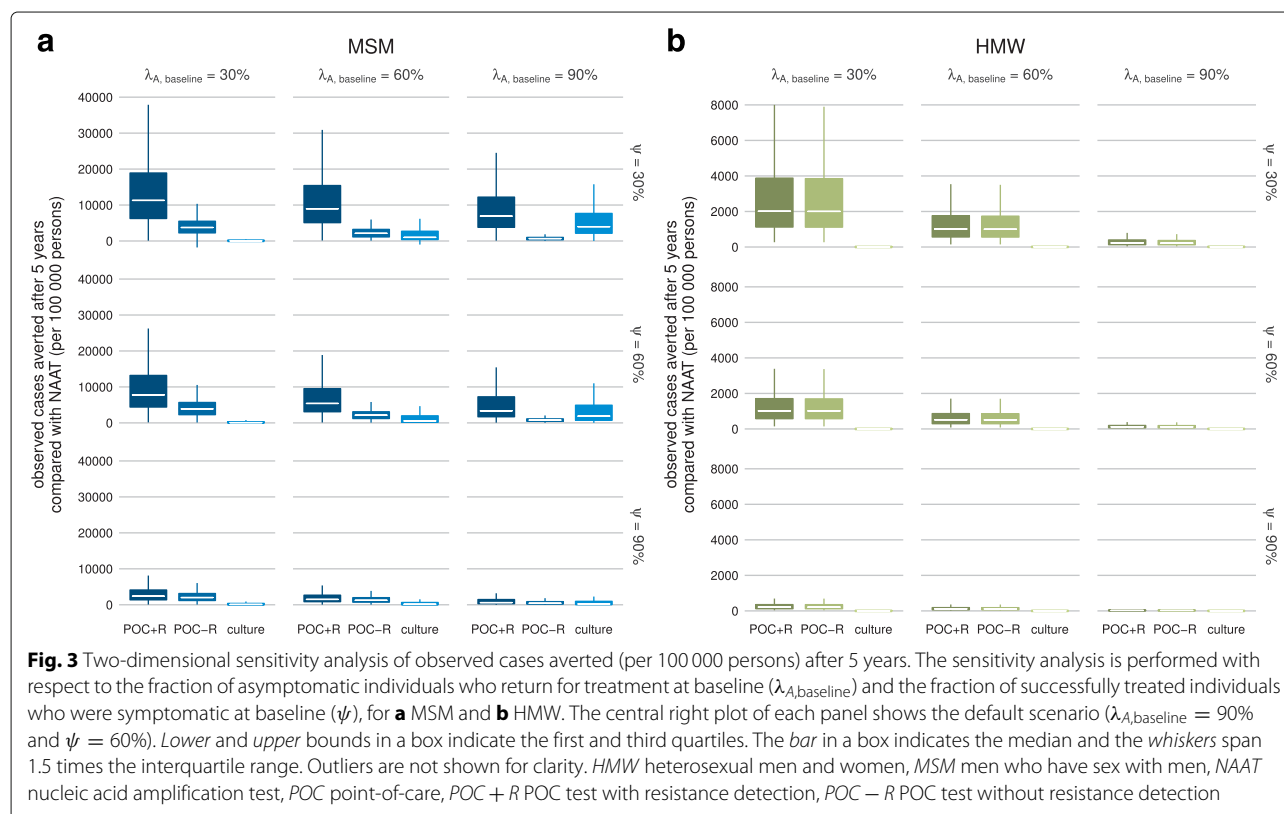 a
MSM
λA, baseline = 30%
λA, baseline = 60%
λA, baseline = 90%
observed cases averted after 5 years
compared with NAAT (per 100 000 persons)
40000
30000
20000
10000
0
ψ = 30%
40000
30000
20000
10000
0
ψ = 60%
40000
30000
20000
10000
0
ψ = 90%
POC+R POC−R culture
POC+R POC−R culture
POC+R POC−R culture
b
HMW
λA, baseline = 30%
λA, baseline = 60%
λA, baseline = 90%
observed cases averted after 5 years
compared with NAAT (per 100 000 persons)
8000
6000
4000
2000
0
ψ = 30%
8000
6000
4000
2000
0
ψ = 60%
8000
6000
4000
2000
0
ψ = 90%
POC+R POC−R culture
POC+R POC−R culture
POC+R POC−R culture
Fig. 3 Two-dimensional sensitivity analysis of observed cases averted (per 100 000 persons) after 5 years. The sensitivity analysis is performed with
respect to the fraction of asymptomatic individuals who return for treatment at baseline (λA,baseline) and the fraction of successfully treated individuals
who were symptomatic at baseline (ψ), for a MSM and b HMW. The central right plot of each panel shows the default scenario (λA,baseline = 90%
and ψ = 60%). Lower and upper bounds in a box indicate the first and third quartiles. The bar in a box indicates the median and the whiskers span
1.5 times the interquartile range. Outliers are not shown for clarity. HMW heterosexual men and women, MSM men who have sex with men, NAAT
nucleic acid amplification test, POC point-of-care, POC + R POC test with resistance detection, POC − R POC test without resistance detection